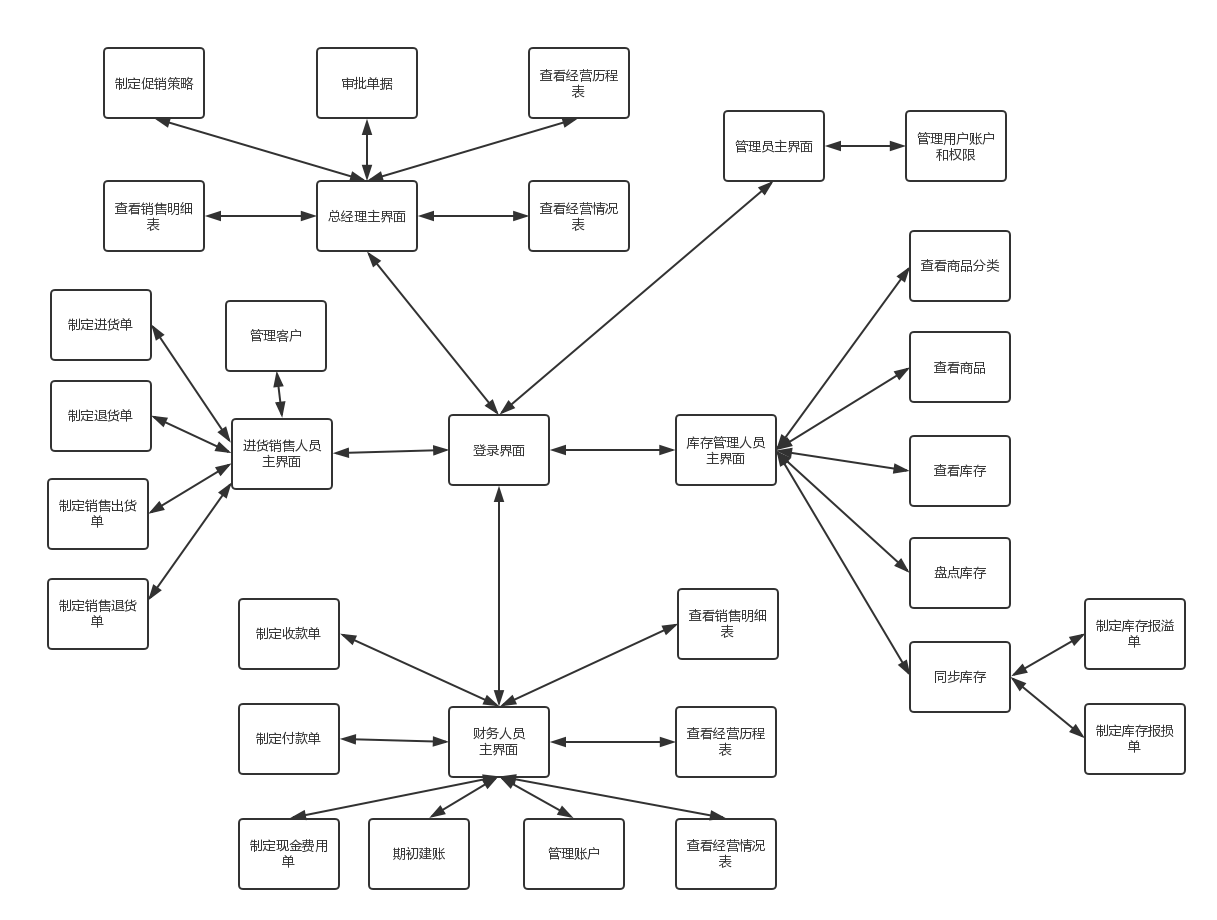 制定促销策略
审批单据
查看经营历程
表
管理员主界面
管理用户账户
和权限
查看销售明细
表
总经理主界面
查看经营情况
表
查看商品分类
制定进货单
管理客户
查看商品
制定退货单
进货销售人员
主界面
登录界面
库存管理人员
主界面
查看库存
制定销售出货
单
盘点库存
制定销售退货
单
制定收款单
查看销售明细
表
制定库存报溢
单
同步库存
制定付款单
财务人员
主界面
查看经营历程
表
制定库存报损
单
制定现金费用
单
期初建账
管理账户
查看经营情况
表